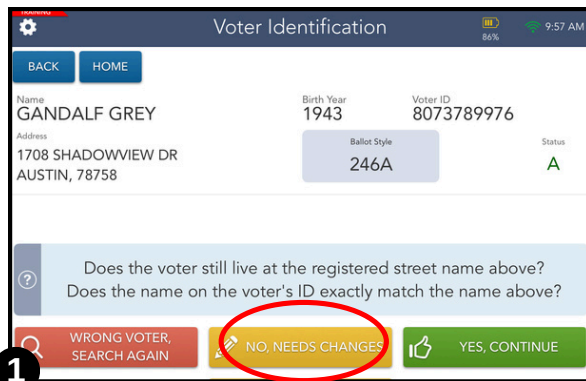 TRAINING
Voter Identification
86%
9:57 AM
BACK HOME
Name Birth Year Voter ID
GANDALF GREY 1943 8073789976
Address Ballot Style Status
1708 SHADOWVIEW DR
AUSTIN, 78758
246A A
?
Does the voter still live at the registered street name above?
Does the name on the voter's ID exactly match the name above?
WRONG VOTER,
SEARCH AGAIN
NO, NEEDS CHANGES
YES, CONTINUE
1